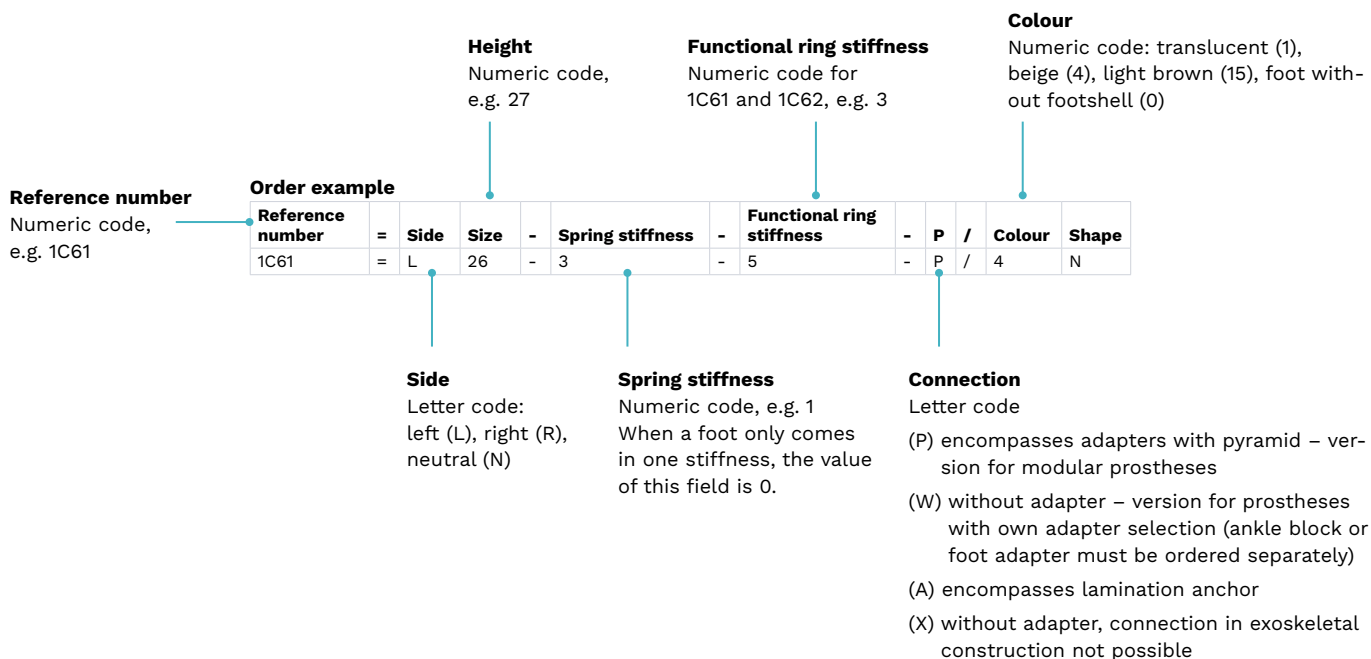 Colour
Numeric code: translucent (1),
beige (4), light brown (15), foot with-
out footshell (0)
Height
Numeric code,
e.g. 27
Functional ring stiffness
Numeric code for
1C61 and 1C62, e.g. 3
Reference number
Numeric code,
e.g. 1C61
Order example
Reference number = Side Size - Spring stiffness - Functional ring stiffness - P / Colour Shape
1C61 = L 26 - 3 - 5 - P / 4 N
Side
Letter code:
left (L), right (R),
neutral (N)
Spring stiffness
Numeric code, e.g. 1
When a foot only comes
in one stiffness, the value
of this field is 0.
Connection
Letter code
(P) encompasses adapters with pyramid – ver-
sion for modular prostheses
(W) without adapter – version for prostheses
with own adapter selection (ankle block or
foot adapter must be ordered separately)
(A) encompasses lamination anchor
(X) without adapter, connection in exoskeletal
construction not possible